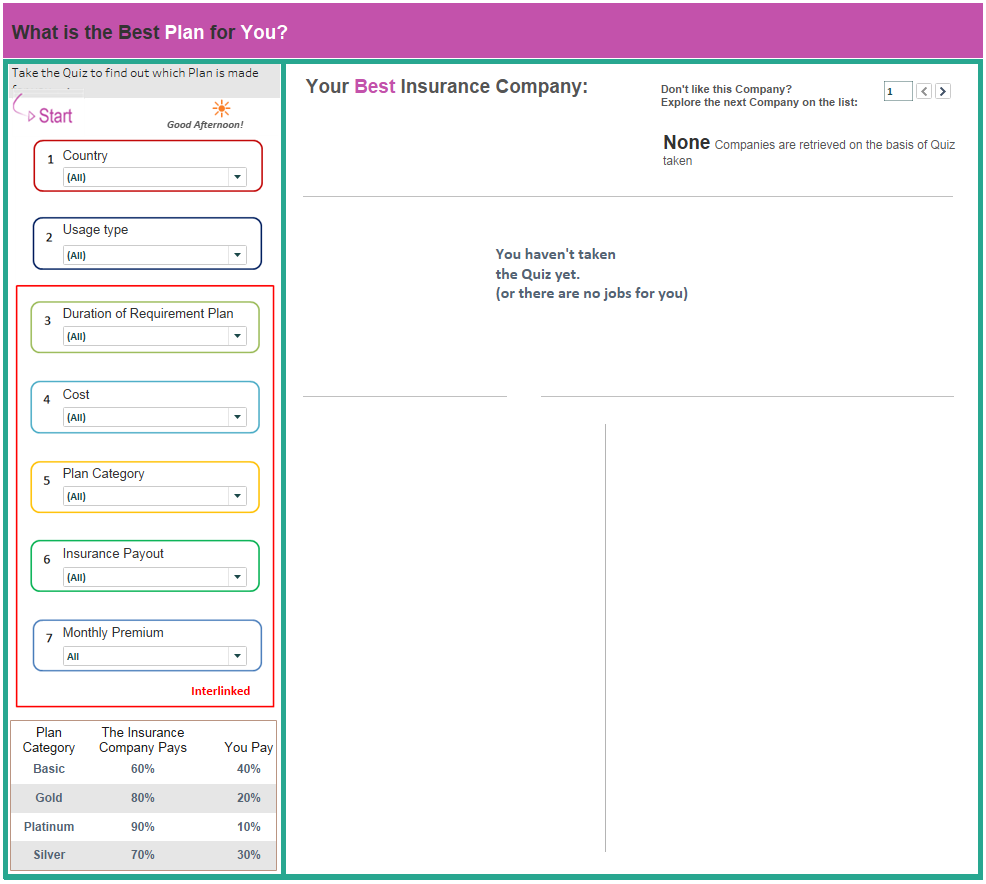 What is the Best Plan for You?
Take the Quiz to find out which Plan is made
Start
Good Afternoon!
1 Country
(All)
2 Usage type
(All)
3 Duration of Requirement Plan
(All)
4 Cost
(All)
5 Plan Category
(All)
6 Insurance Payout
(All)
7 Monthly Premium
All
Interlinked
Plan Category The Insurance Company Pays You Pay
Basic 60% 40%
Gold 80% 20%
Platinum 90% 10%
Silver 70% 30%
Your Best Insurance Company:
Don't like this Company?
Explore the next Company on the list:
1
None Companies are retrieved on the basis of Quiz
taken
You haven't taken
the Quiz yet.
(or there are no jobs for you)